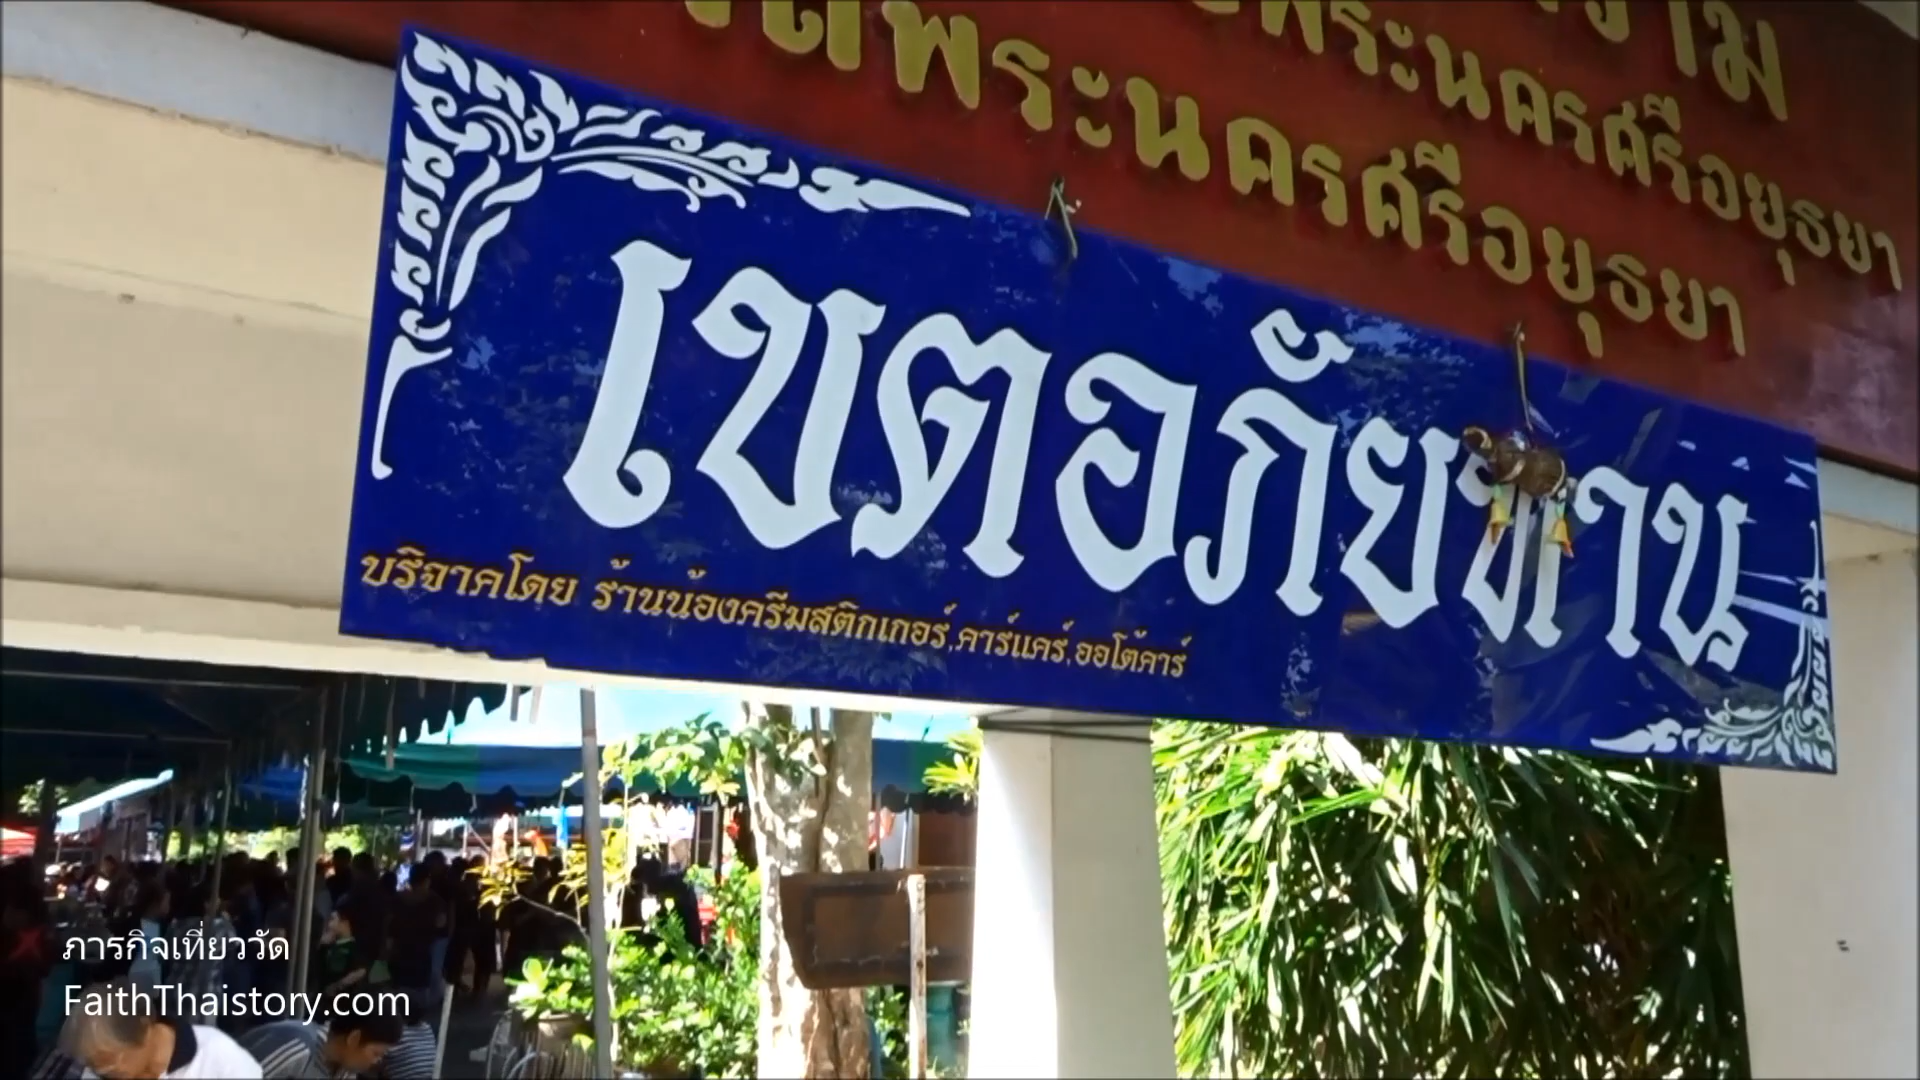 พระนครศรีอยุธยา
พระนครศรีอยุธยา
เขตอภัยทาน
บริจาคโดย ร้านน้องครีมสติกเกอร์,คาร์แคร์,ออโต้คาร์
ภารกิจเที่ยววัด
FaithThaistory.com